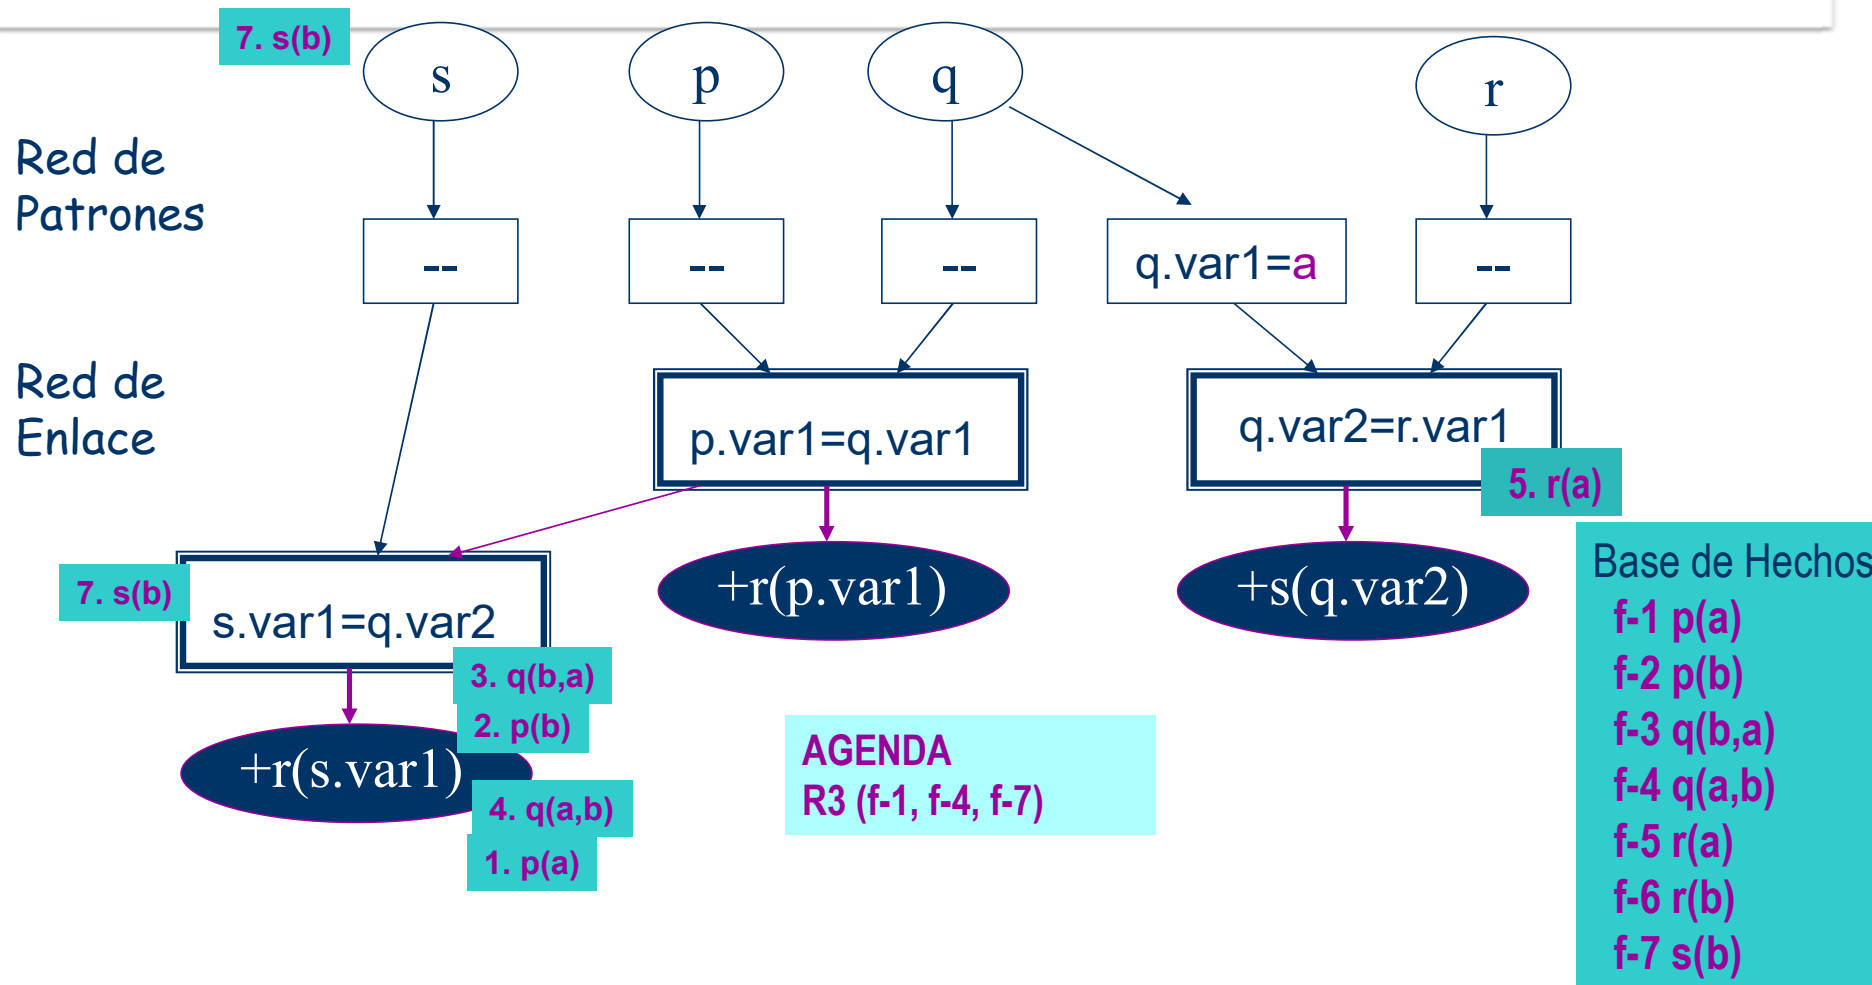 7. s(b)
s
p
q
r
Red de
Patrones
--
--
--
q.var1=a
--
Red de
Enlace
p.var1=q.var1
q.var2=r.var1
5. r(a)
7. s(b)
s.var1=q.var2
+r(p.var1)
+s(q.var2)
3. q(b,a)
2. p(b)
+r(s.var1)
4. q(a,b)
1. p(a)
AGENDA
R3 (f-1, f-4, f-7)
Base de Hechos
f-1 p(a)
f-2 p(b)
f-3 q(b,a)
f-4 q(a,b)
f-5 r(a)
f-6 r(b)
f-7 s(b)